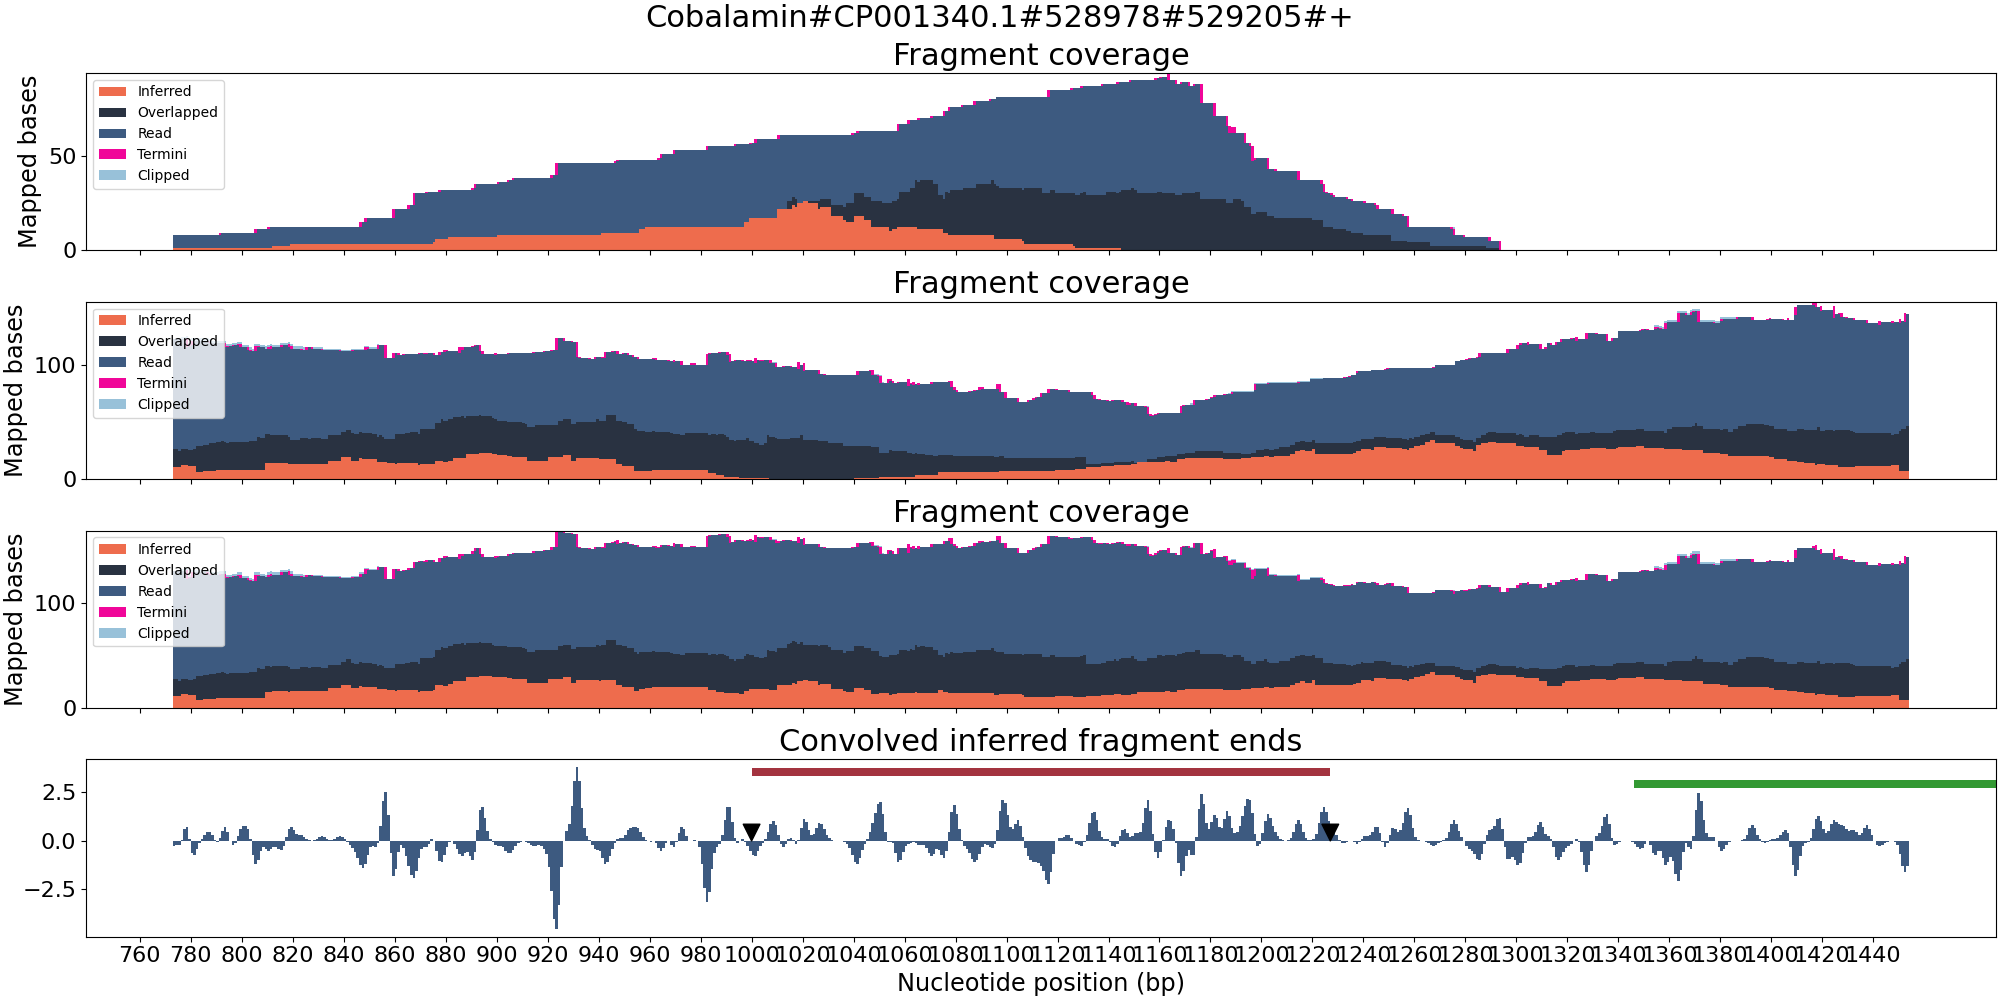 Cobalamin#CP001340.1#528978#529205#+
Fragment coverage
Mapped bases
50
0
Inferred
Overlapped
Read
Termini
Clipped
Fragment coverage
Mapped bases
100
0
Inferred
Overlapped
Read
Termini
Clipped
Fragment coverage
Mapped bases
100
0
Inferred
Overlapped
Read
Termini
Clipped
Convolved inferred fragment ends
2.5
0.0
−2.5
760 780 800 820 840 860 880 900 920 940 960 980 1000 1020 1040 1060 1080 1100 1120 1140 1160 1180 1200 1220 1240 1260 1280 1300 1320 1340 1360 1380 1400 1420 1440
Nucleotide position (bp)